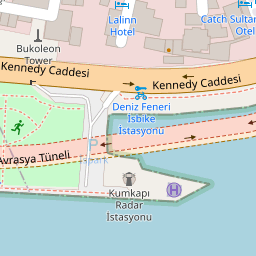 Lalinn
Hotel
Catch Sultan
Otel
Bukoleon
Tower
Kennedy Caddesi
Kennedy Caddesi
Deniz Feneri
İsbike
İstasyonu
Avrasya Tüneli
Kumkapı
Radar
İstasyonu